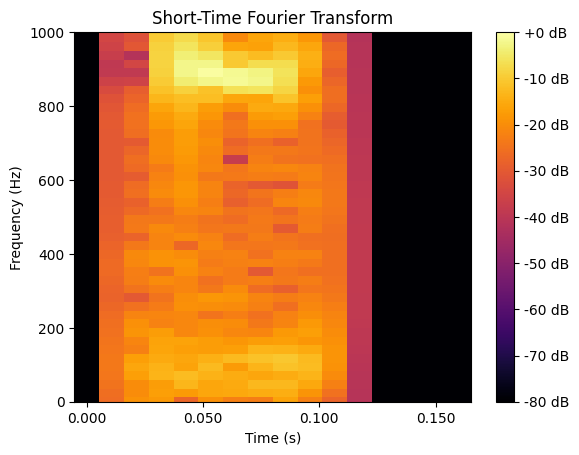 Short-Time Fourier Transform
1000
800
600
400
200
0
Frequency (Hz)
0.000
0.050
0.100
0.150
Time (s)
+0 dB
-10 dB
-20 dB
-30 dB
-40 dB
-50 dB
-60 dB
-70 dB
-80 dB